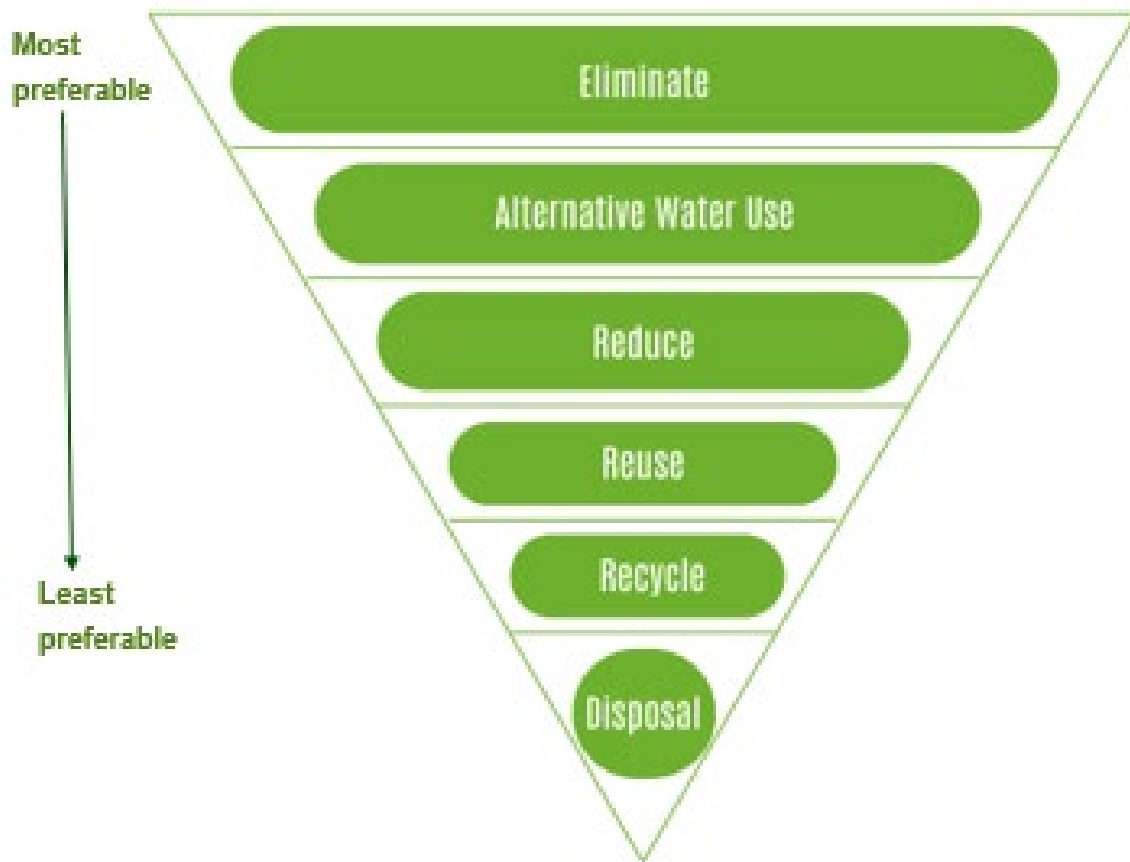 Most
preferable
Eliminate
Alternative Water Use
Reduce
Reuse
Recycle
Least
preferable
Disposal